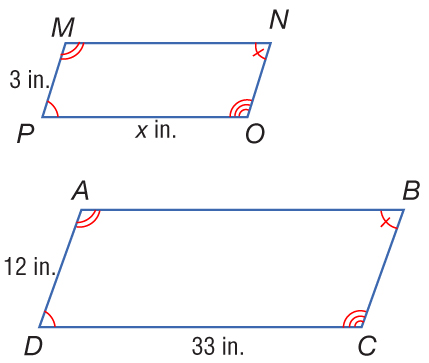 M N
3 in.
P x in. O
A B
12 in.
D 33 in. C